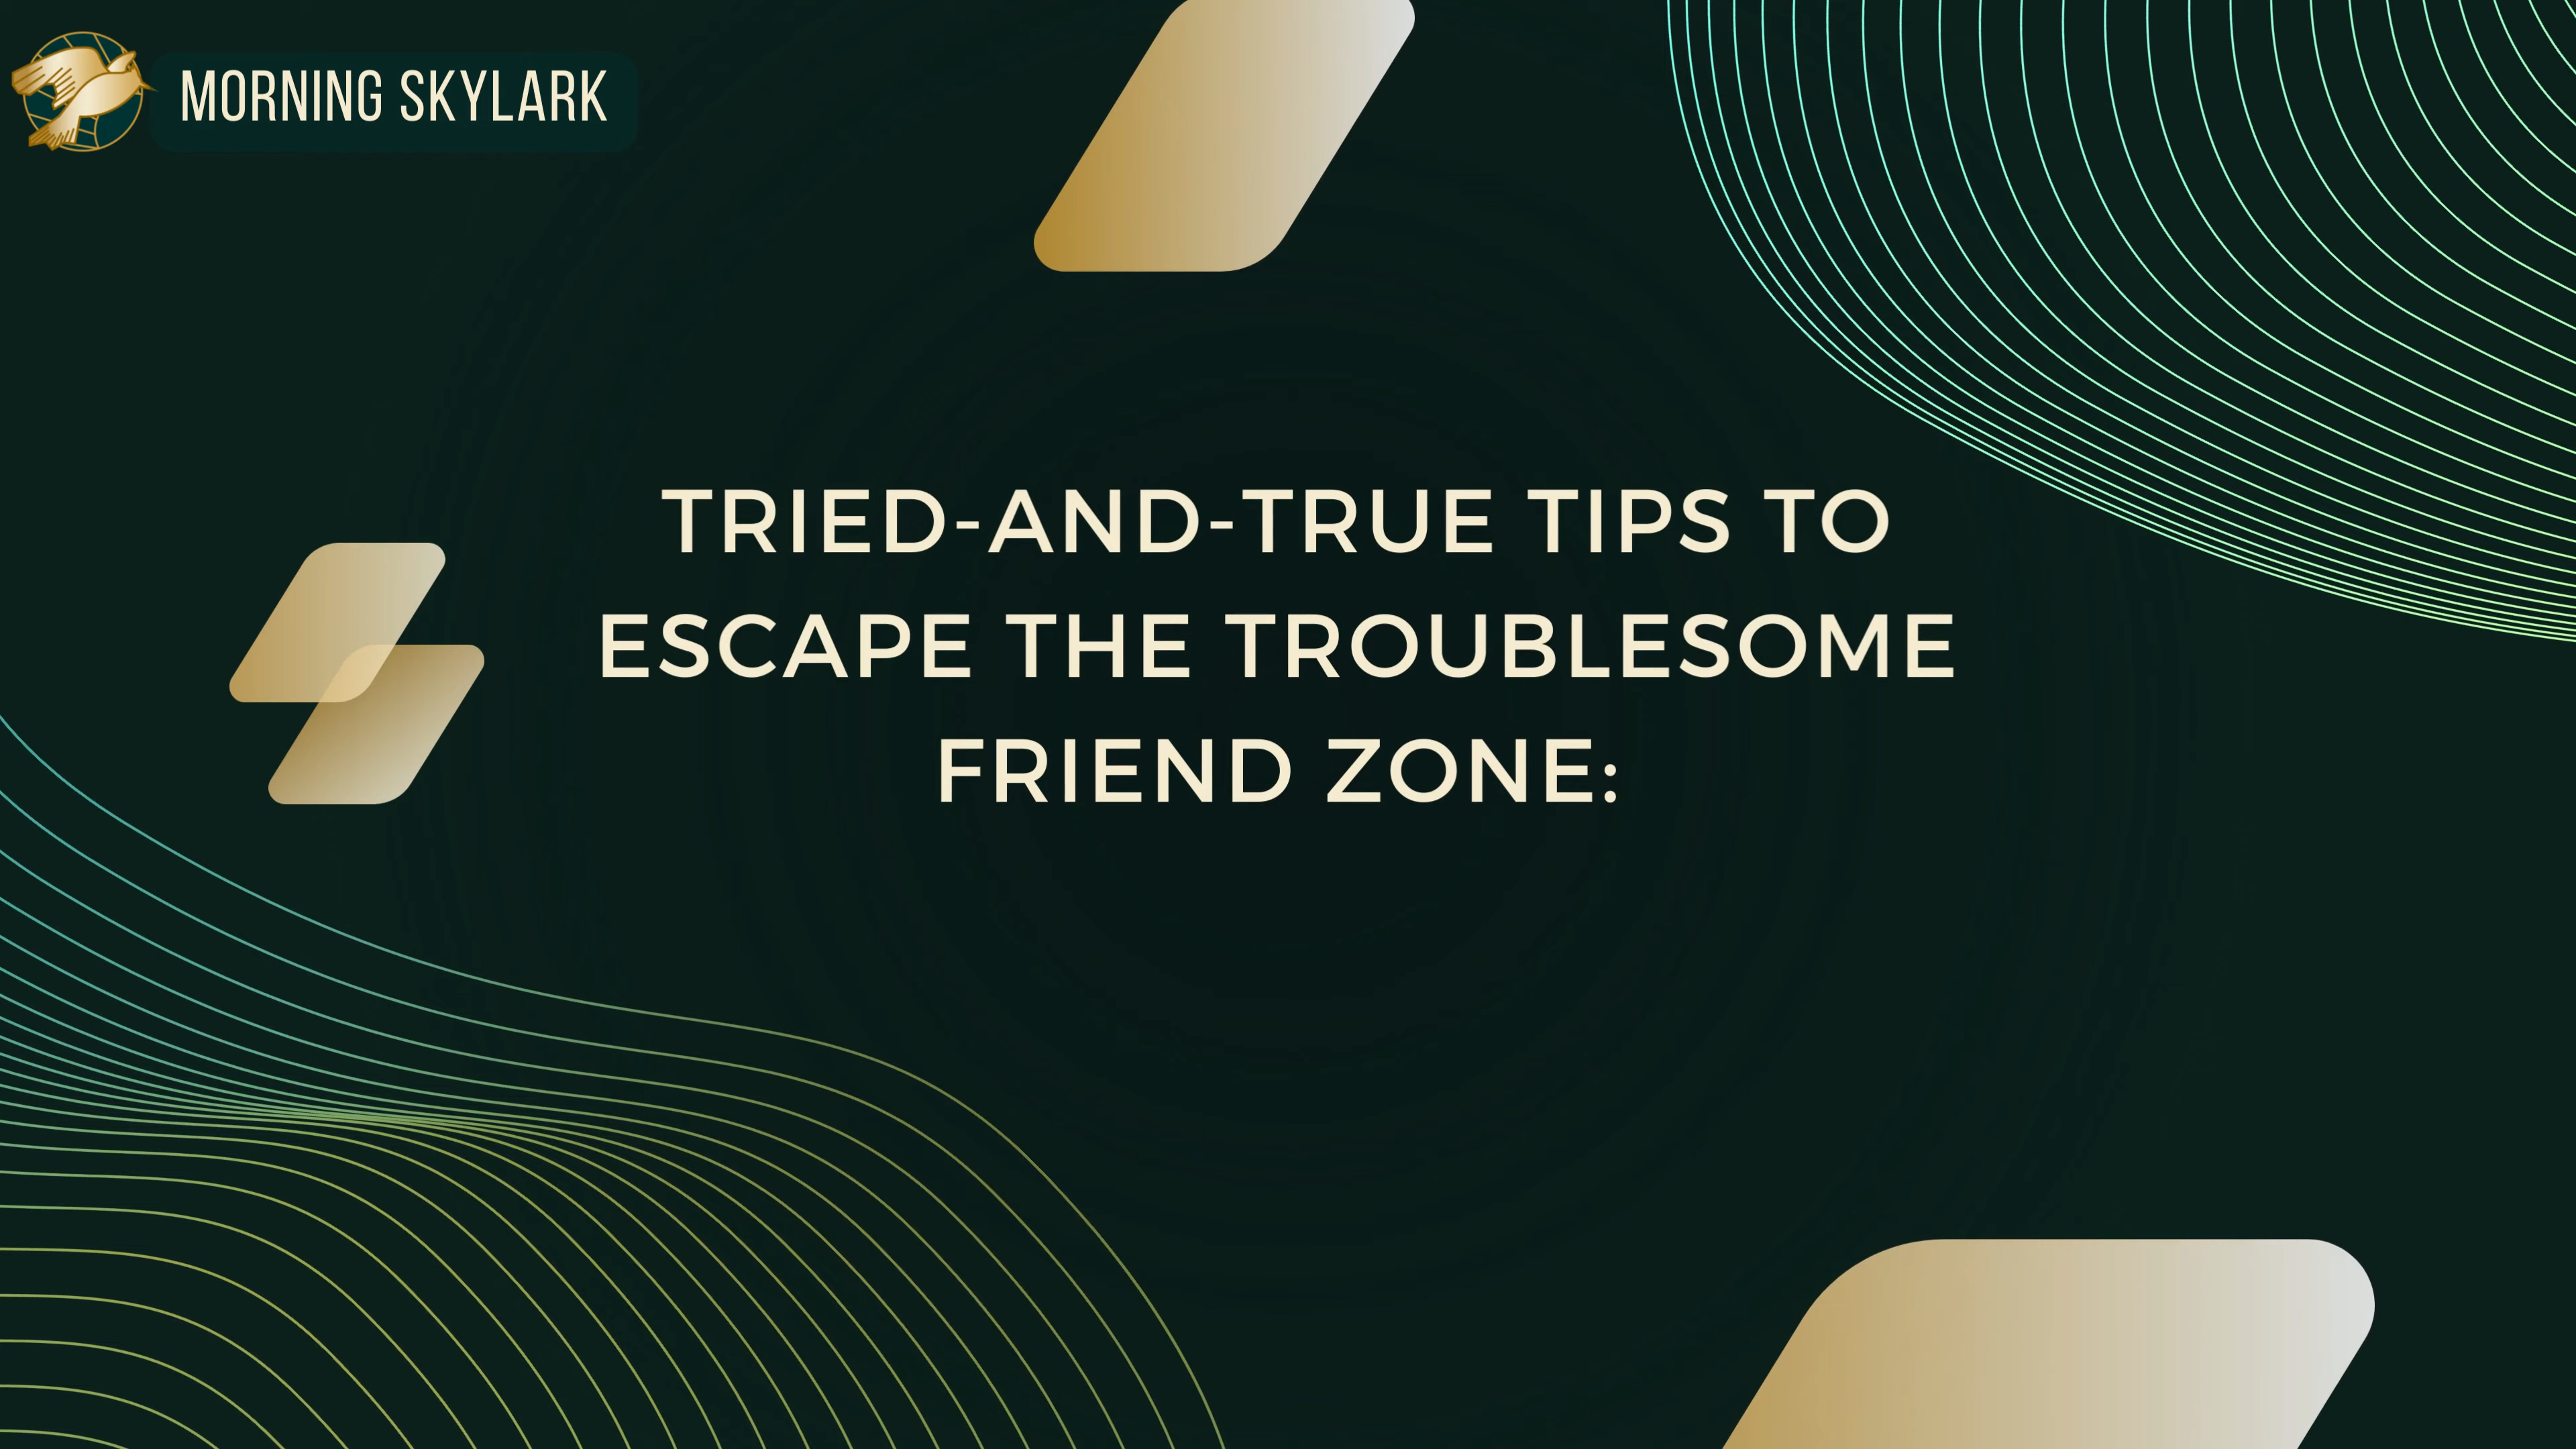 MORNING SKYLARK
TRIED-AND-TRUE TIPS TO
ESCAPE THE TROUBLESOME
FRIEND ZONE: